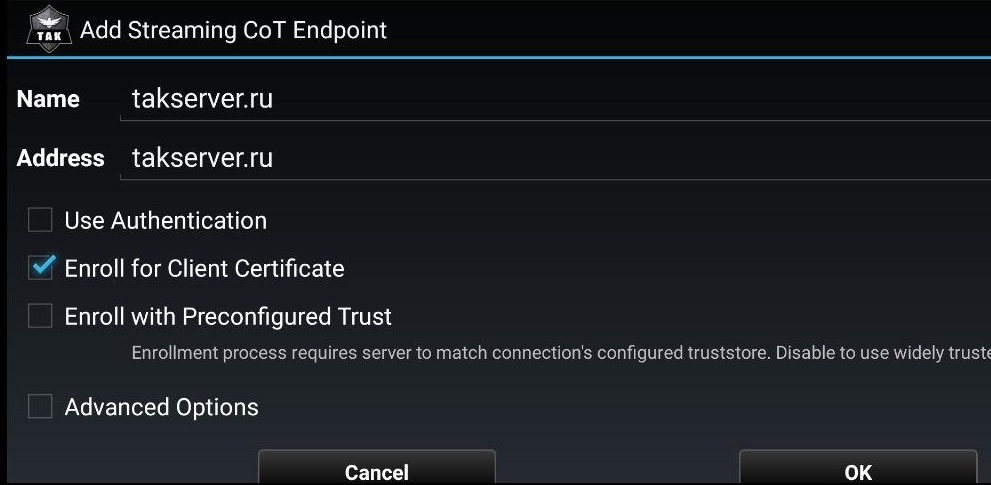 TAK Add Streaming CoT Endpoint
Name takserver.ru
Address takserver.ru
Use Authentication
Enroll for Client Certificate
Enroll with Preconfigured Trust
Enrollment process requires server to match connection's configured truststore. Disable to use widely
Advanced Options
Cancel OK